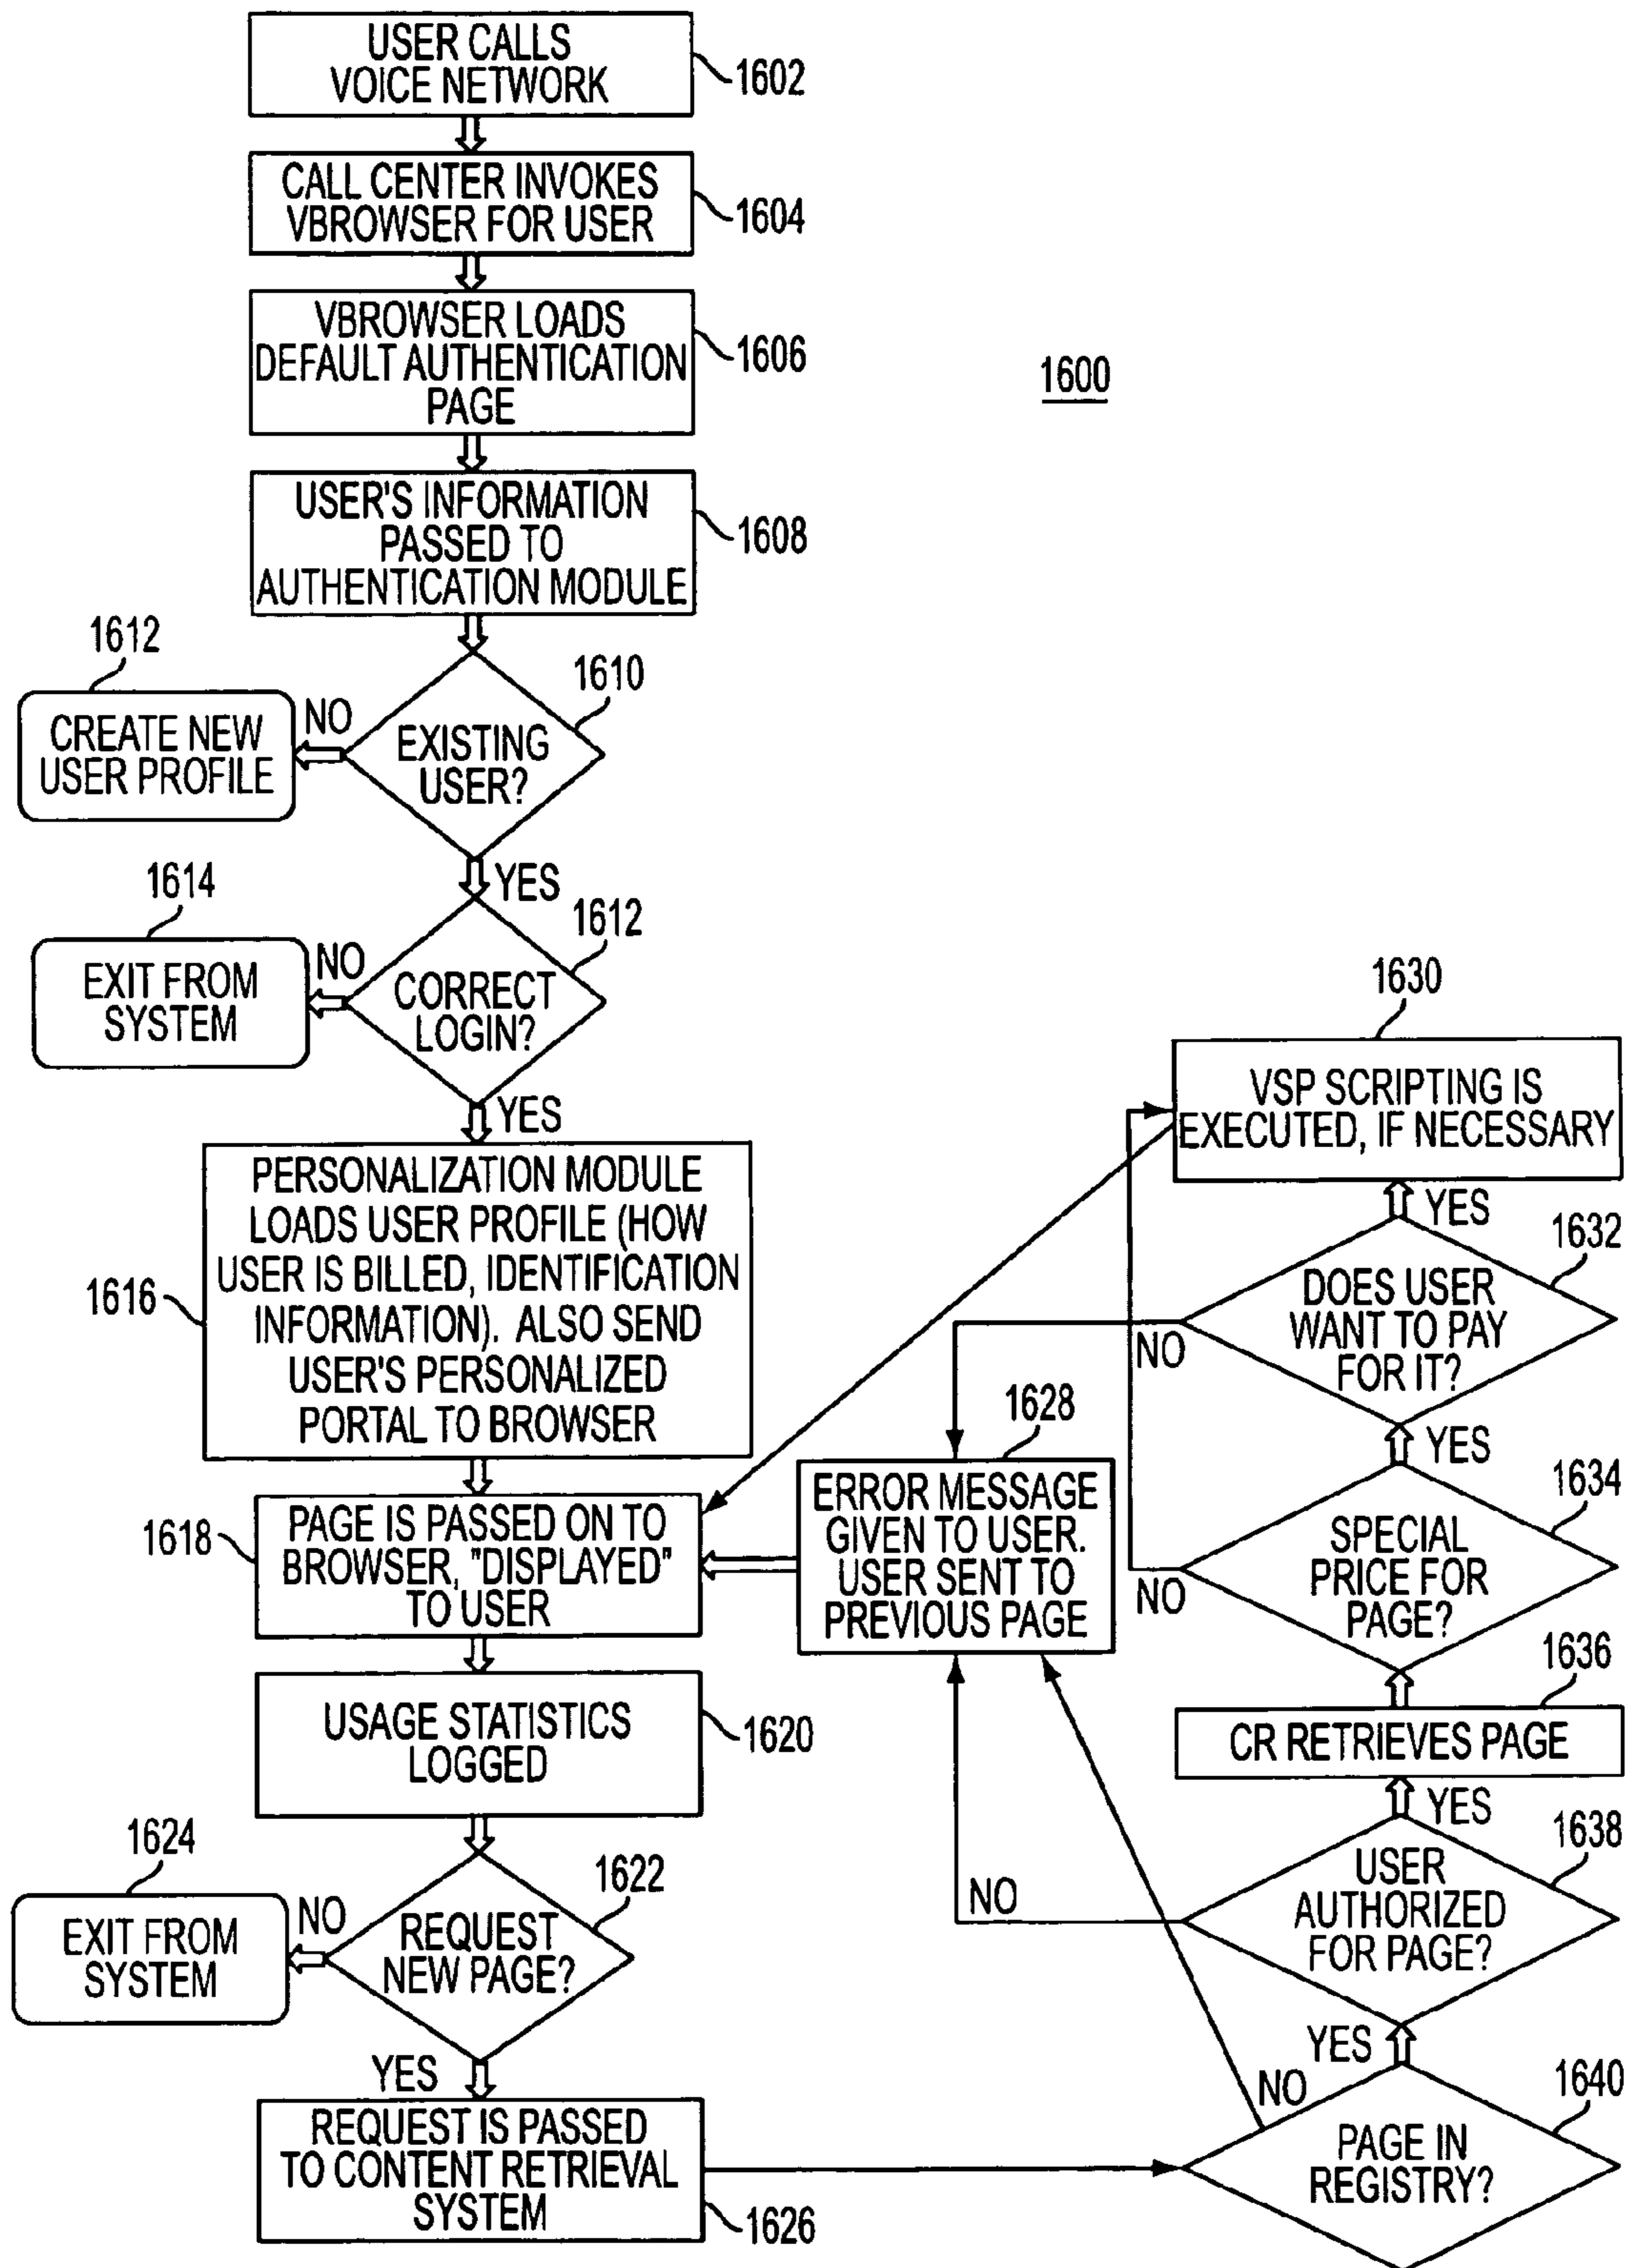 USER CALLS
VOICE NETWORK
1602
CALL CENTER INVOKES
VBROWSER FOR USER
1604
VBROWSER LOADS
DEFAULT AUTHENTICATION
PAGE
1606
1600
USER'S INFORMATION
PASSED TO
AUTHENTICATION MODULE
1608
1612
CREATE NEW
USER PROFILE
NO
1610
EXISTING
USER?
YES
1614
EXIT FROM
SYSTEM
NO
1612
CORRECT
LOGIN?
YES
PERSONALIZATION MODULE
LOADS USER PROFILE (HOW
USER IS BILLED, IDENTIFICATION
INFORMATION). ALSO SEND
USER'S PERSONALIZED
PORTAL TO BROWSER
1616
PAGE IS PASSED ON TO
BROWSER, "DISPLAYED"
TO USER
1618
USAGE STATISTICS
LOGGED
1620
1624
EXIT FROM
SYSTEM
NO
1622
REQUEST
NEW PAGE?
YES
REQUEST IS PASSED
TO CONTENT RETRIEVAL
SYSTEM
1626
1630
VSP SCRIPTING IS
EXECUTED, IF NECESSARY
YES
1632
DOES USER
WANT TO PAY
FOR IT?
NO
YES
1628
ERROR MESSAGE
GIVEN TO USER.
USER SENT TO
PREVIOUS PAGE
1634
SPECIAL
PRICE FOR
PAGE?
NO
1636
CR RETRIEVES PAGE
YES
1638
USER
AUTHORIZED
FOR PAGE?
NO
YES
NO
1640
PAGE IN
REGISTRY?